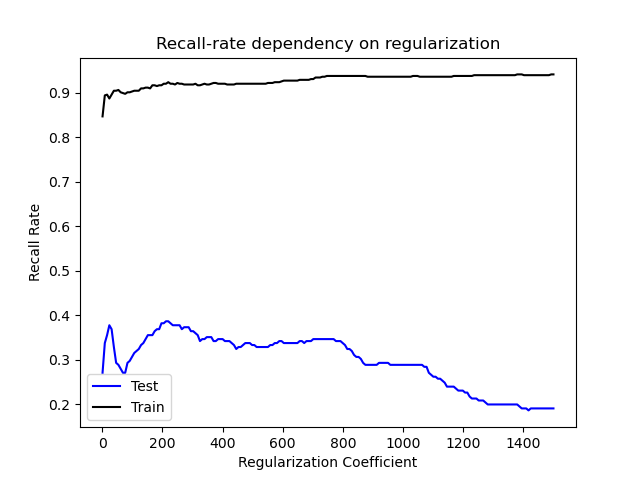 Recall-rate dependency on regularization
Recall Rate
0.9
0.8
0.7
0.6
0.5
0.4
0.3
0.2
Test
Train
0 200 400 600 800 1000 1200 1400
Regularization Coefficient